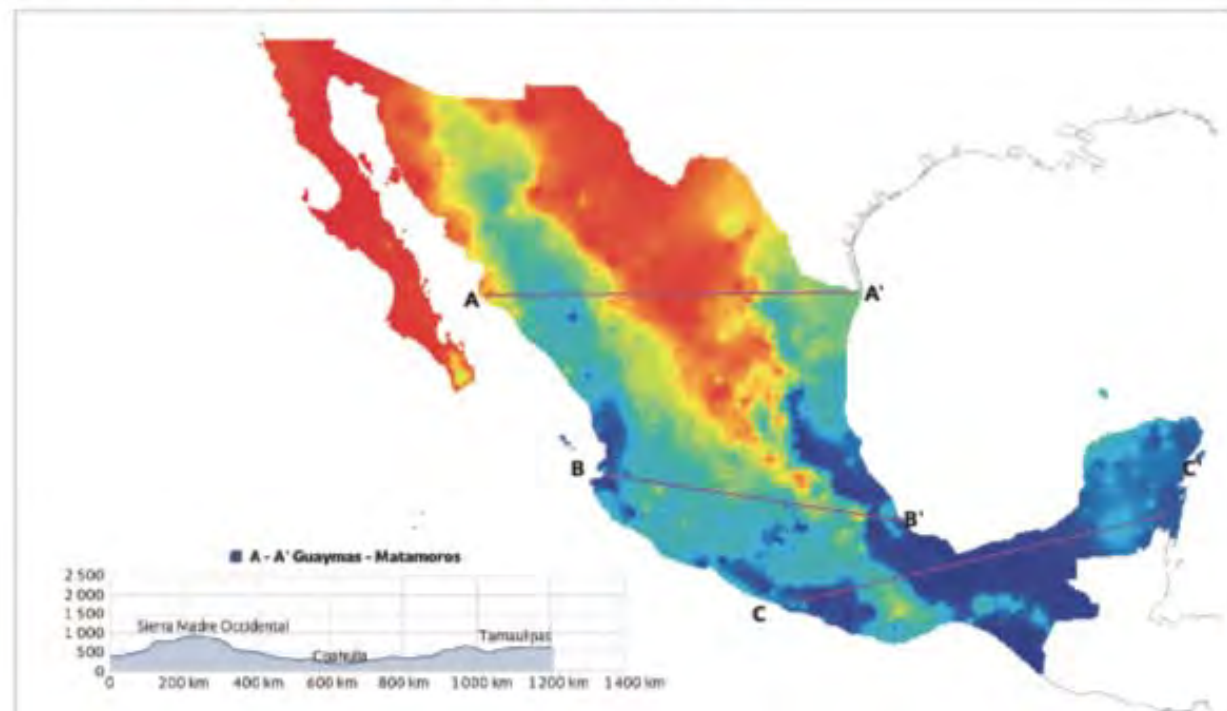 A
A'
B
B'
C
C'
A - A' Guaymas - Matamoros
2 500
2 000
1 500
1 000
500
0
Sierra Madre Occidental
Coahuila
Tamaulipas
0
200 km
400 km
600 km
800 km
1000 km
1200 km
1400 km